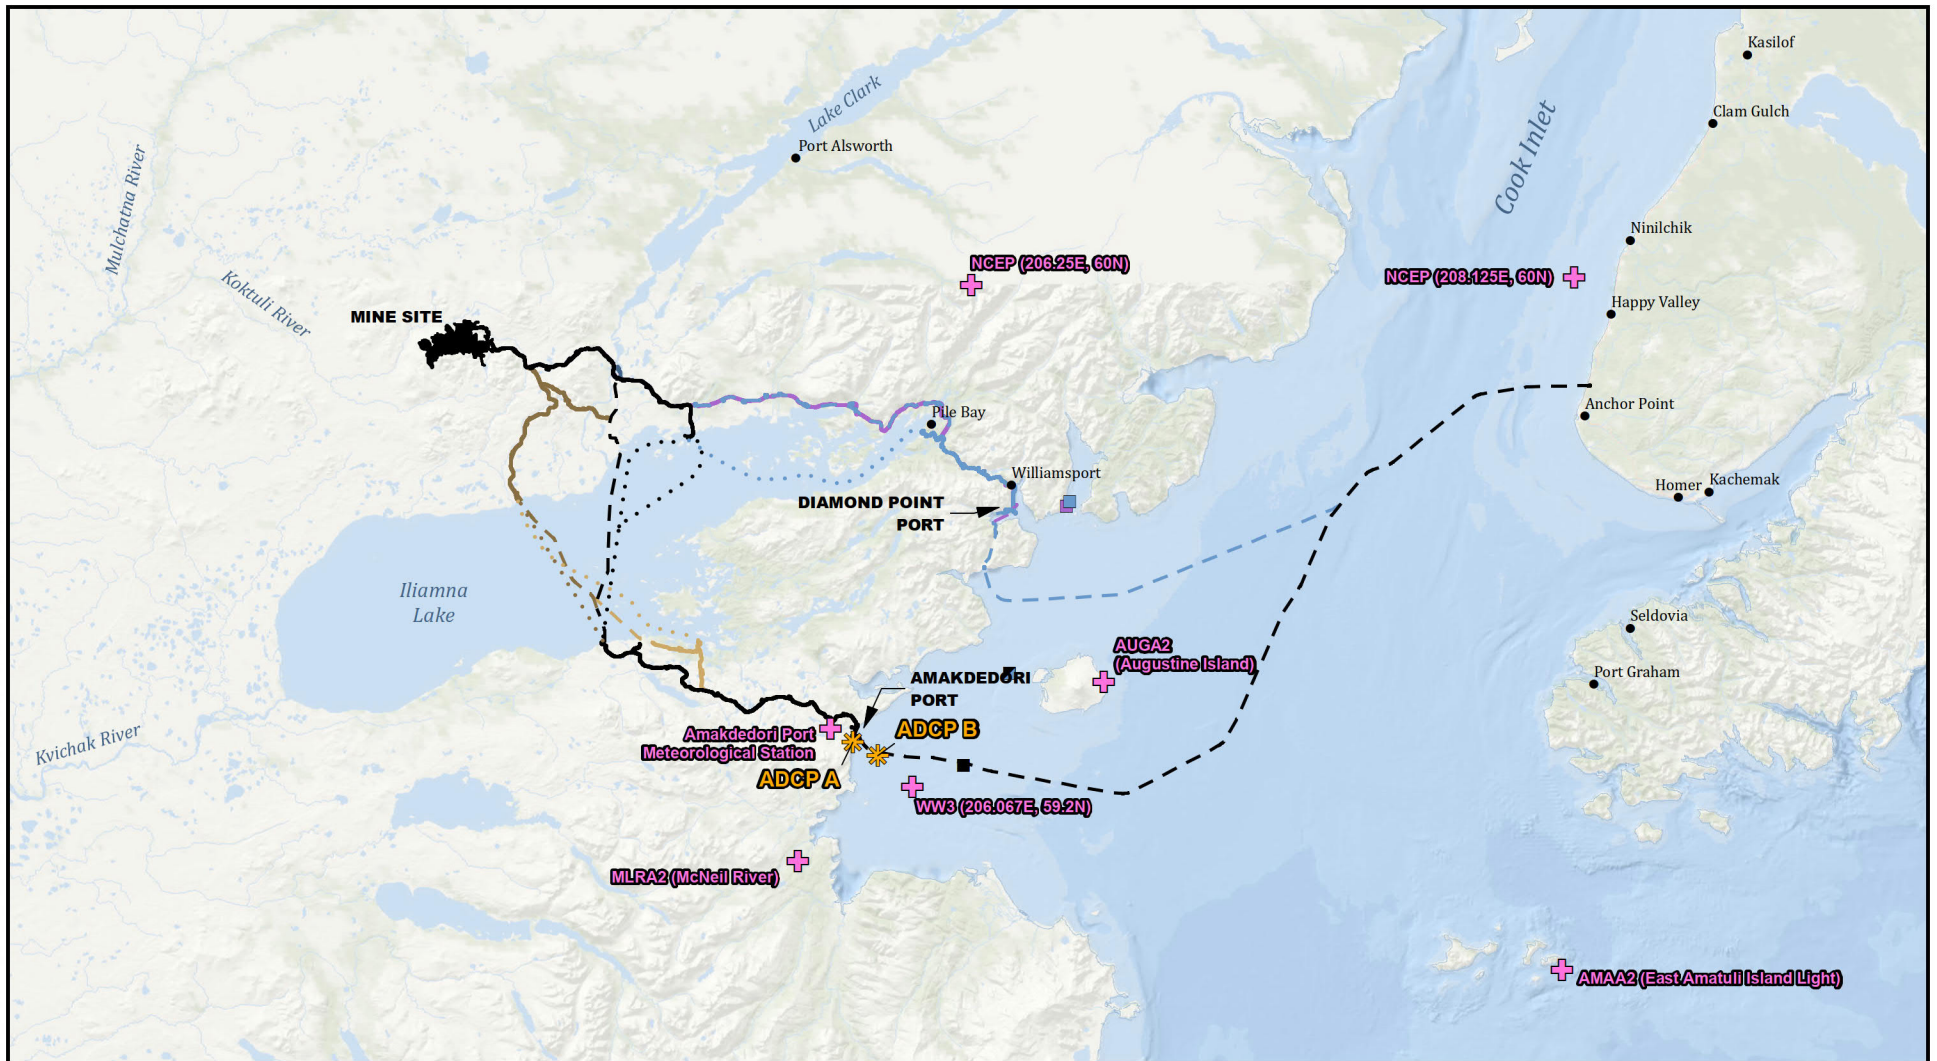 Kasilof
Lake Clark
Clam Gulch
Cook Inlet
Port Alsworth
Mulchatna River
Ninilchik
NCEP (206.25E, 60N)
NCEP (208.125E, 60N)
Koktuli River
Happy Valley
MINE SITE
Anchor Point
Pile Bay
Williamsport
Homer
Kachemak
DIAMOND POINT
PORT
Iliamna
Lake
Seldovia
AUGA2
(Augustine Island)
Port Graham
AMAKDEDORI
PORT
Kvichak River
Amakdedori Port
Meteorological Station
ADCP B
ADCP A
WW3 (206.067E, 59.2N)
MLRA2 (McNeil River)
AMAA2 (East Amatuli Island Light)